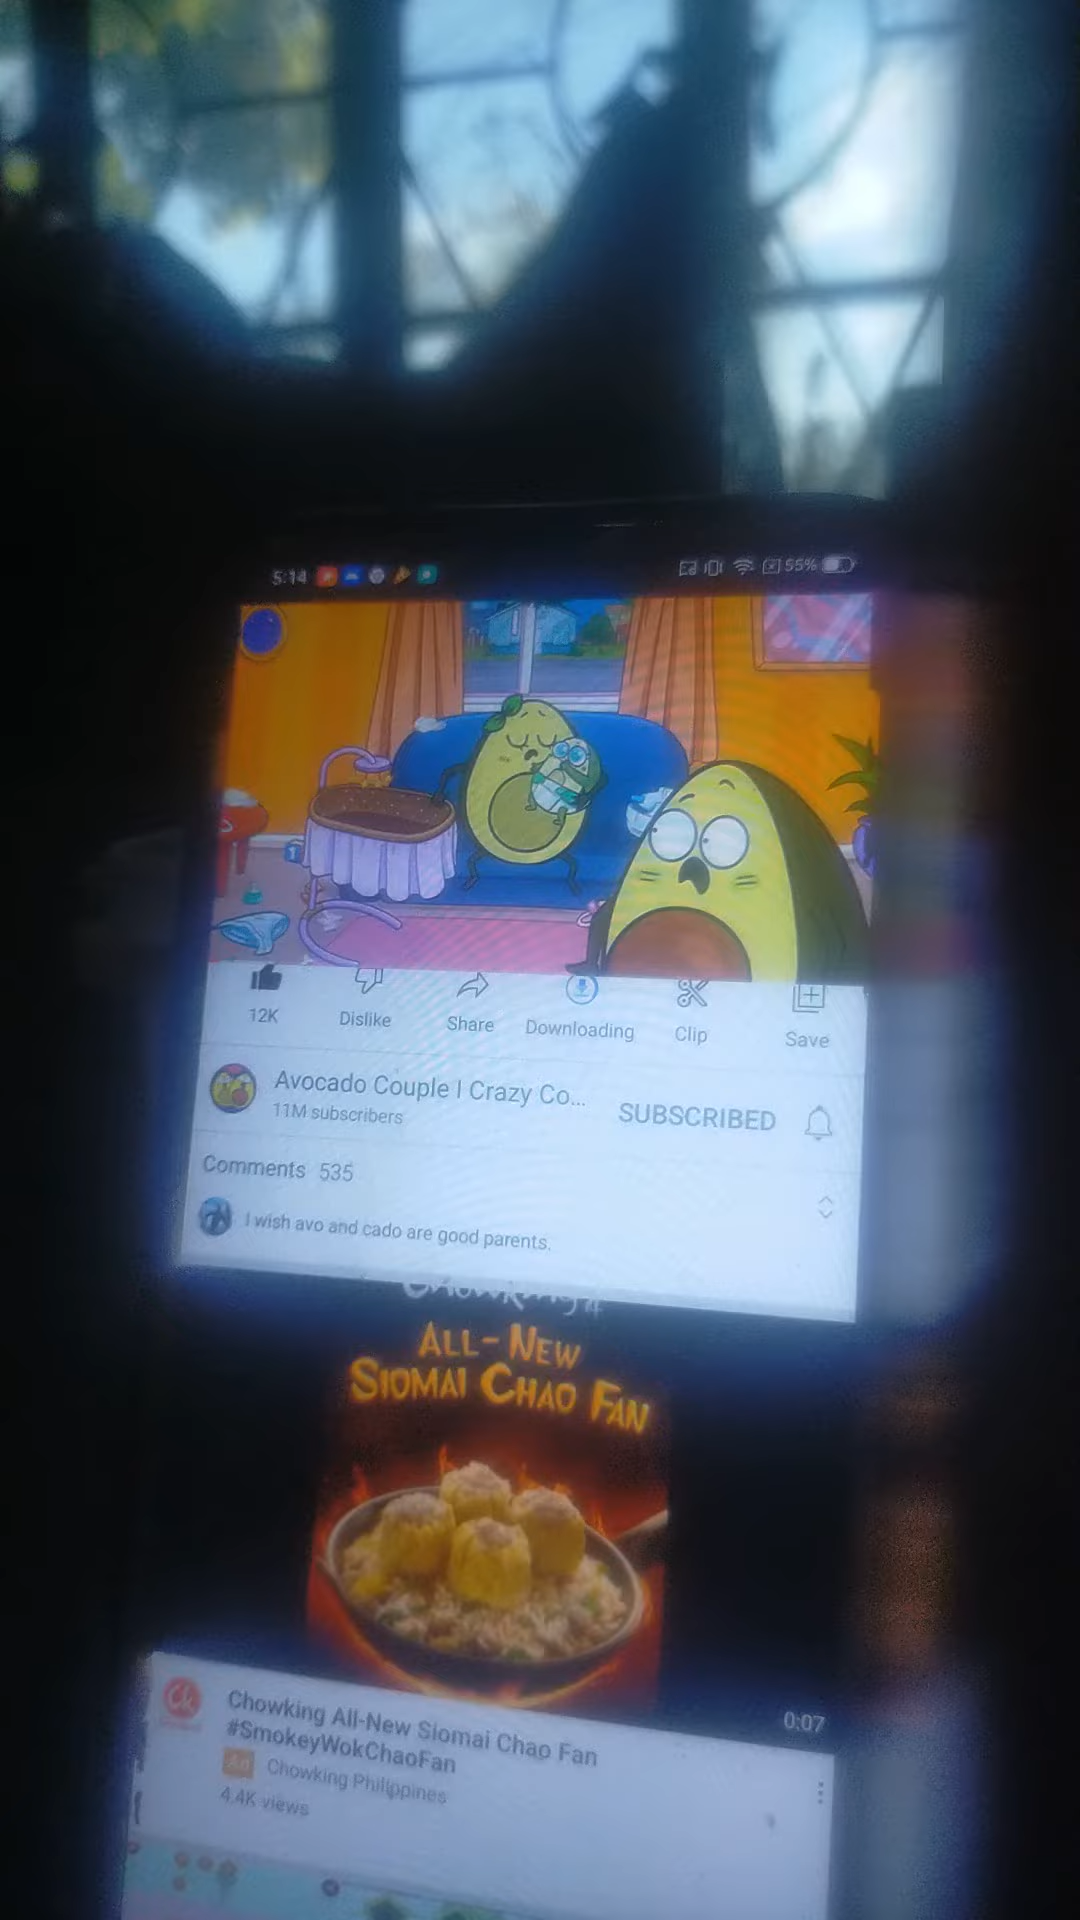 5:14
55%
12K
Dislike
Share
Downloading
Clip
Save
Avocado Couple I Crazy Co...
11M subscribers
SUBSCRIBED
Comments 535
I wish avo and cado are good parents.
Chowking
ALL-NEW
SIOMAI CHAO FAN
0:07
Chowking All-New Siomai Chao Fan
#SmokeyWokChaoFan
Ad Chowking Philippines
4.4K views